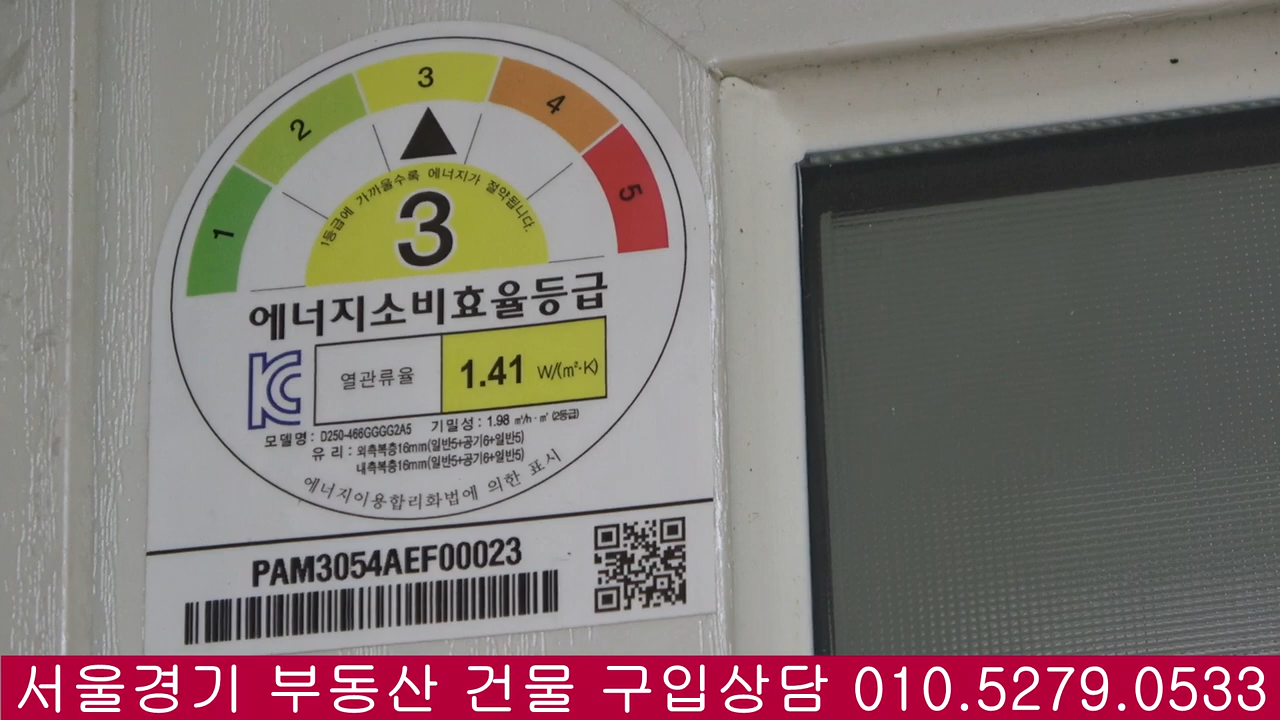 1 2 3 4 5
1등급에 가까울수록 에너지가 절약됩니다.
3
에너지소비효율등급
KC 열관류율 1.41 W/(m²·K)
모델명 : D250-466GGGG2A5 기밀성 : 1.98 ㎥/h·㎡ (2등급)
유 리 : 외측복층16mm(일반5+공기6+일반5)
내측복층16mm(일반5+공기6+일반5)
에너지이용합리화법에 의한 표시
PAM3054AEF00023
서울경기 부동산 건물 구입상담 010.5279.0533